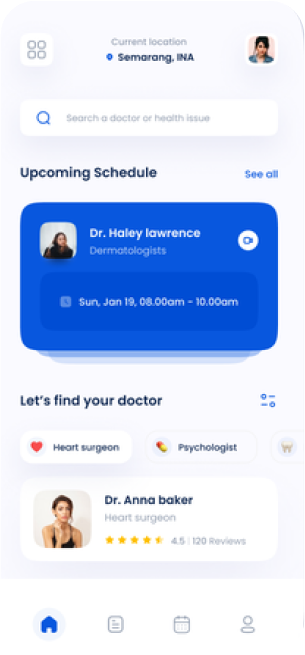 Current location
Semarang, INA
Search a doctor or health issue
Upcoming Schedule
See all
Dr. Haley lawrence
Dermatologists
Sun, Jan 19, 08.00am - 10.00am
Let's find your doctor
Heart surgeon
Psychologist
Dr. Anna baker
Heart surgeon
4.5 | 120 Reviews